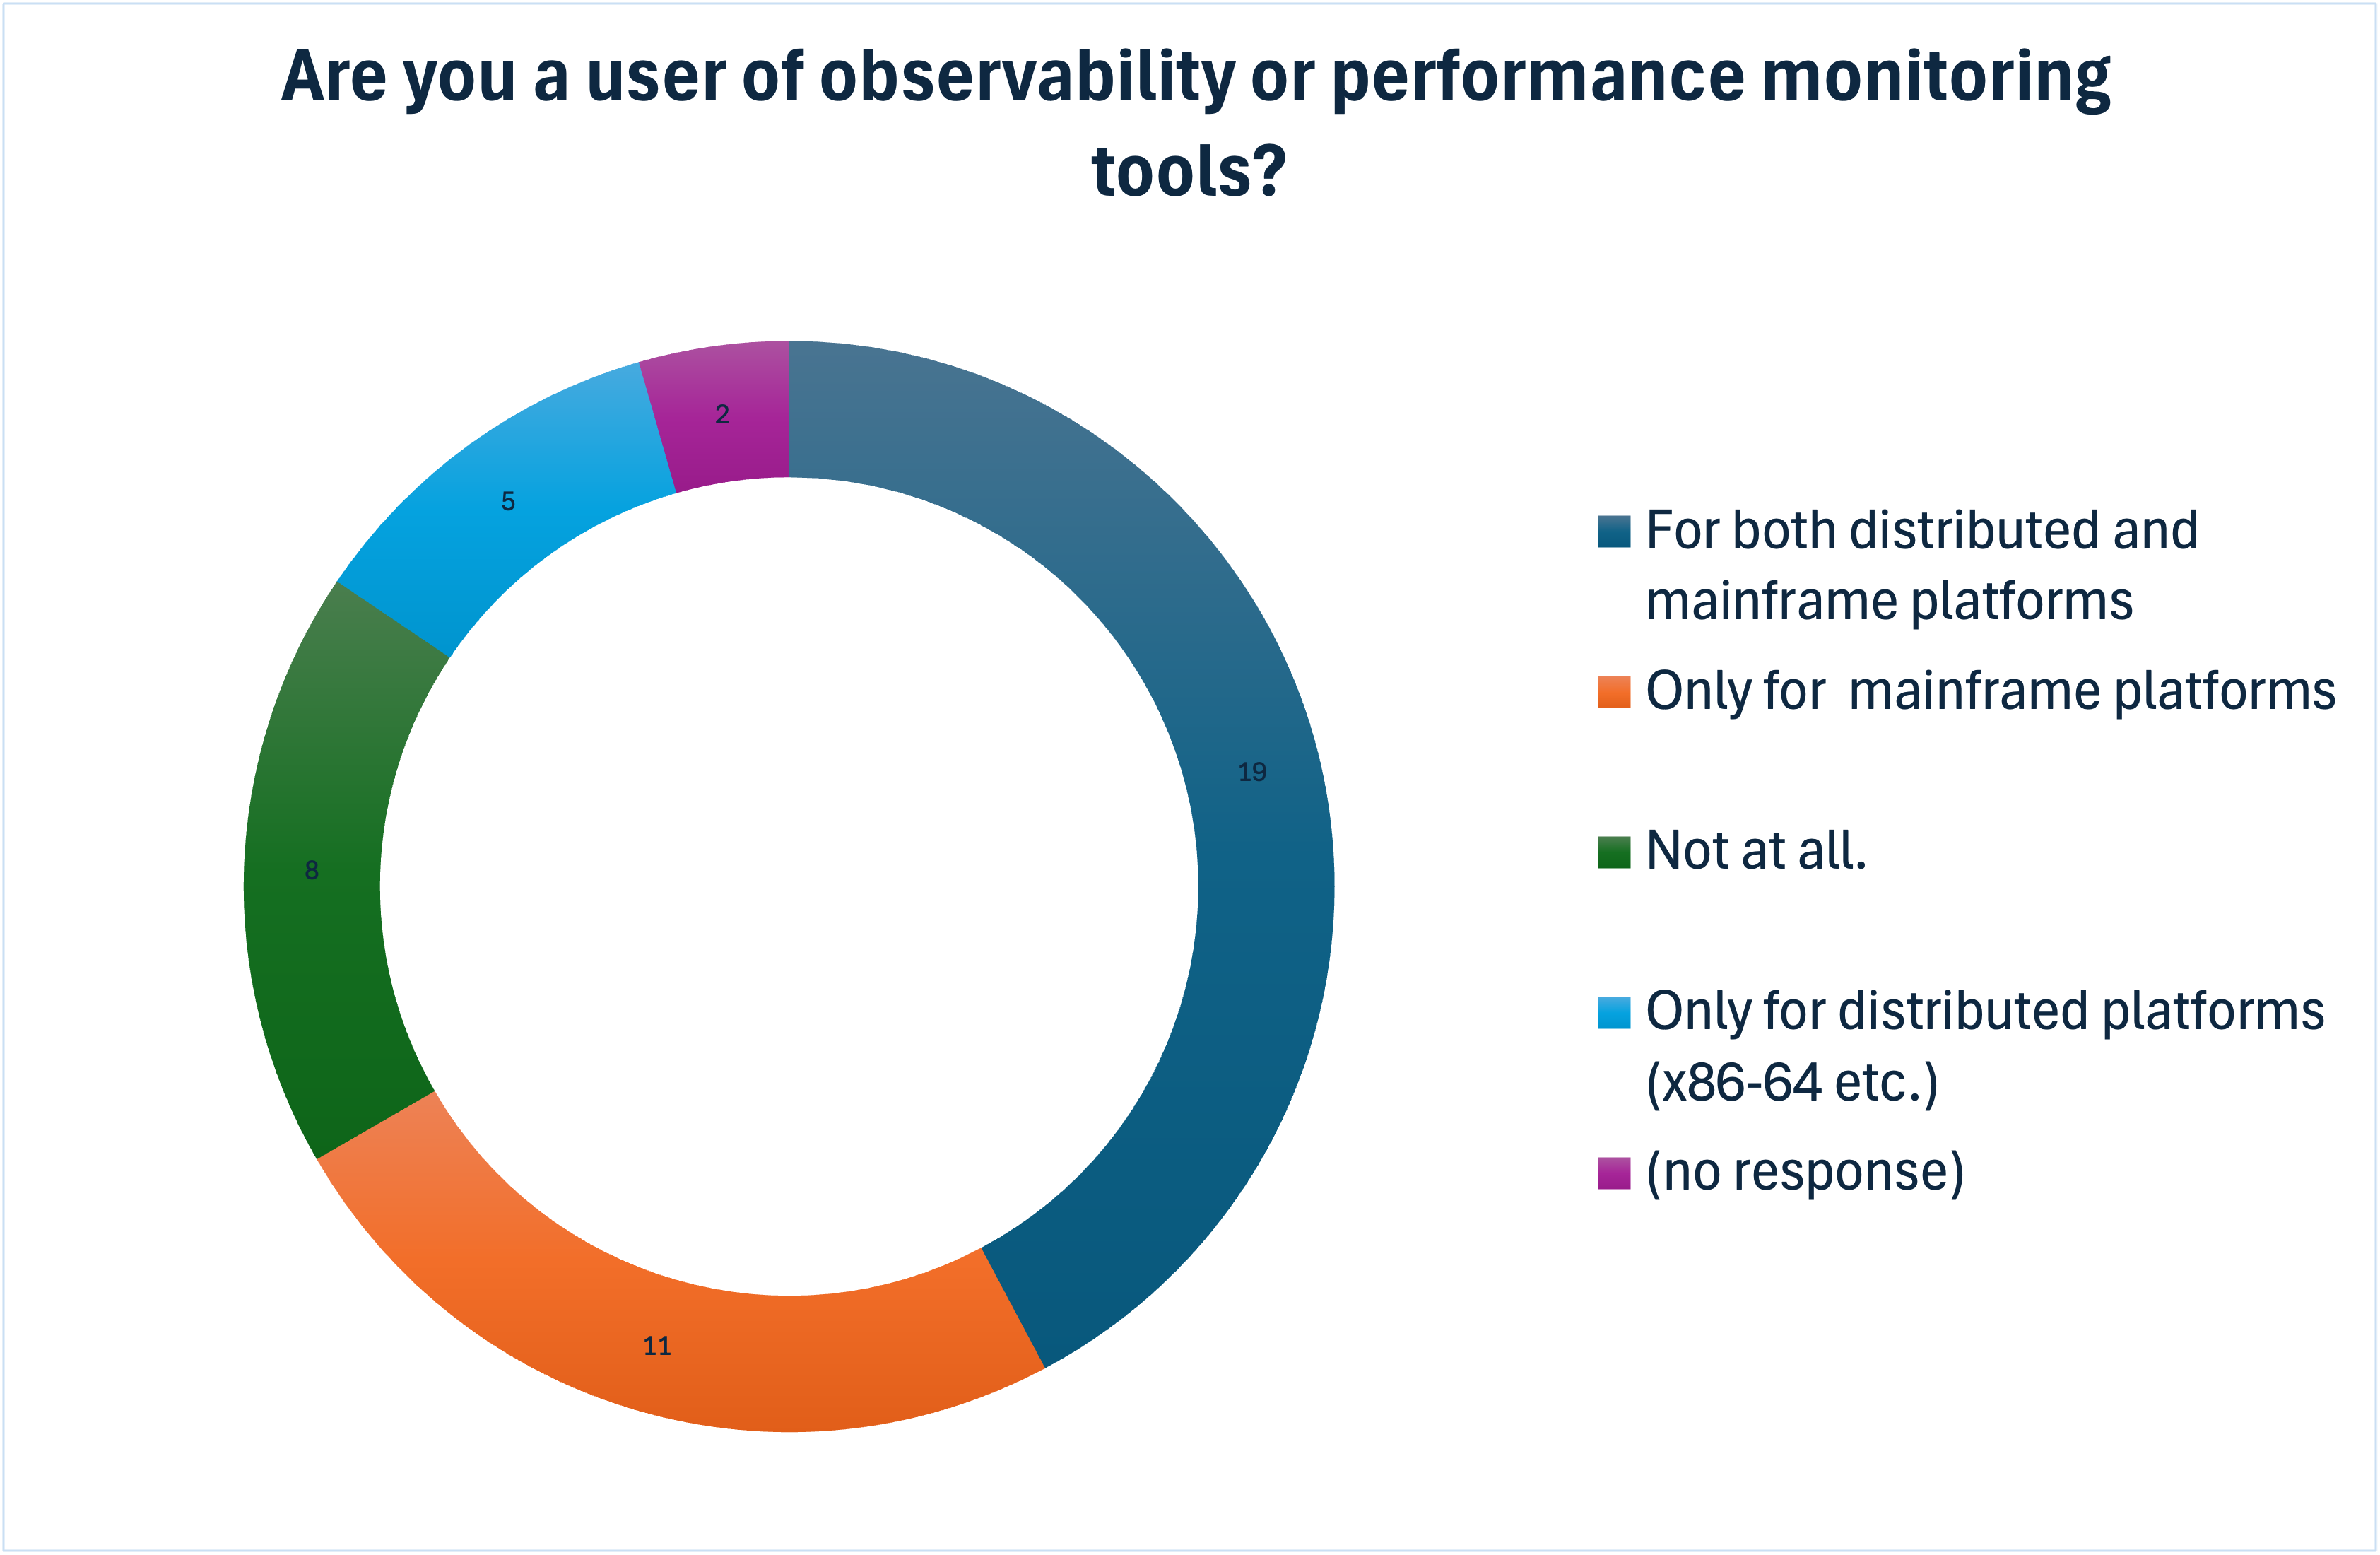 Are you a user of observability or performance monitoring
tools?
2
5
19
8
11
For both distributed and
mainframe platforms
Only for  mainframe platforms
Not at all.
Only for distributed platforms
(x86-64 etc.)
(no response)